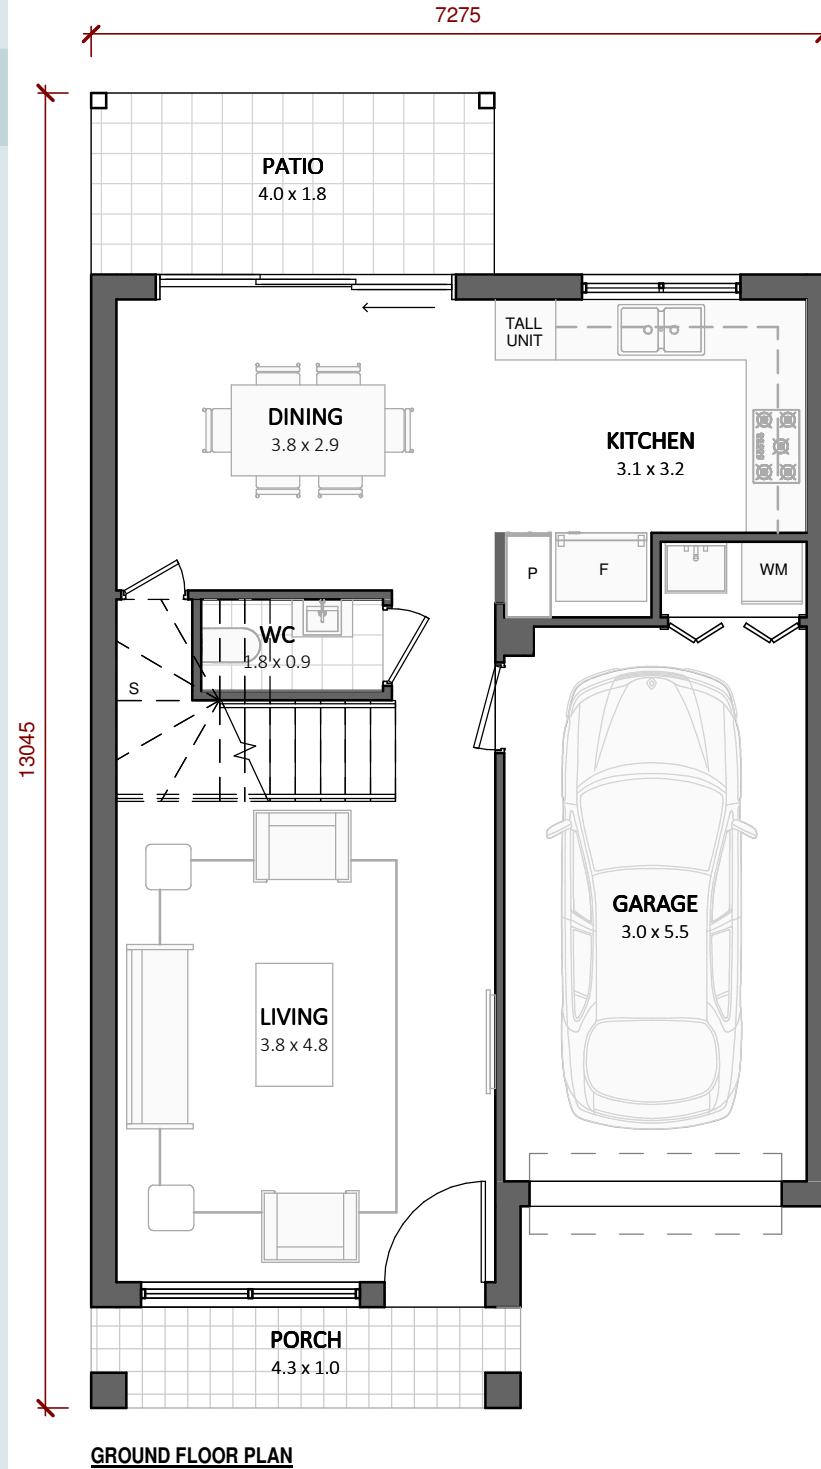 7275
PATIO
4.0 x 1.8
TALL
UNIT
DINING
3.8 x 2.9
KITCHEN
3.1 x 3.2
P
F
WM
WC
1.8 x 0.9
S
13045
GARAGE
3.0 x 5.5
LIVING
3.8 x 4.8
PORCH
4.3 x 1.0
GROUND FLOOR PLAN